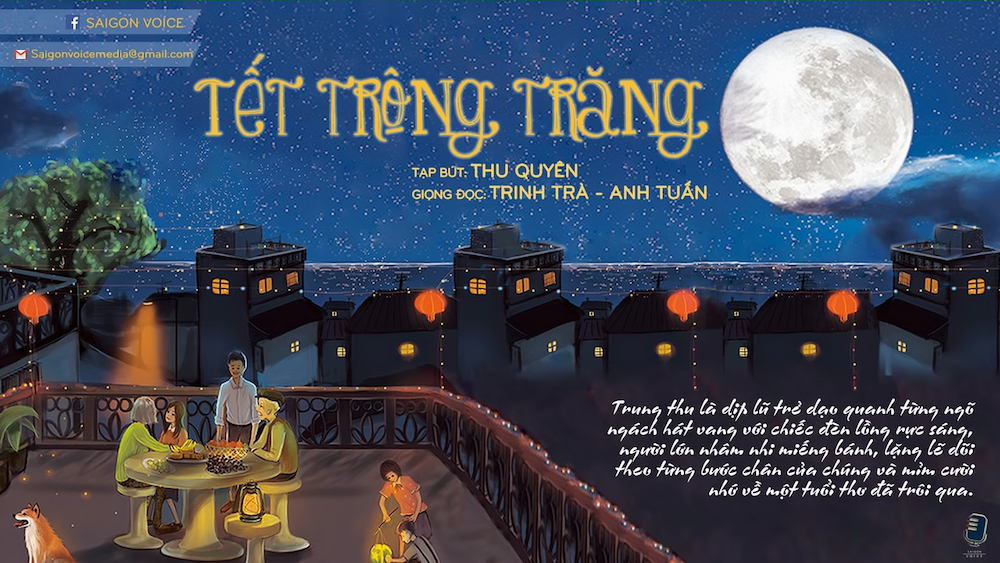 SAIGON VOICE
Saigonvoicemedia@gmail.com
TẾT TRÔNG TRĂNG
TẠP BÚT: THU QUYÊN
GIỌNG ĐỌC: TRINH TRÀ - ANH TUẤN
Trung thu là dịp lũ trẻ dạo quanh từng ngõ
ngách hát vang với chiếc đèn lồng rực sáng,
người lớn nhâm nhi miếng bánh, lặng lẽ dõi
theo từng bước chân của chúng và mỉm cười
nhớ về một tuổi thơ đã trôi qua.
SAIGON
VOICE